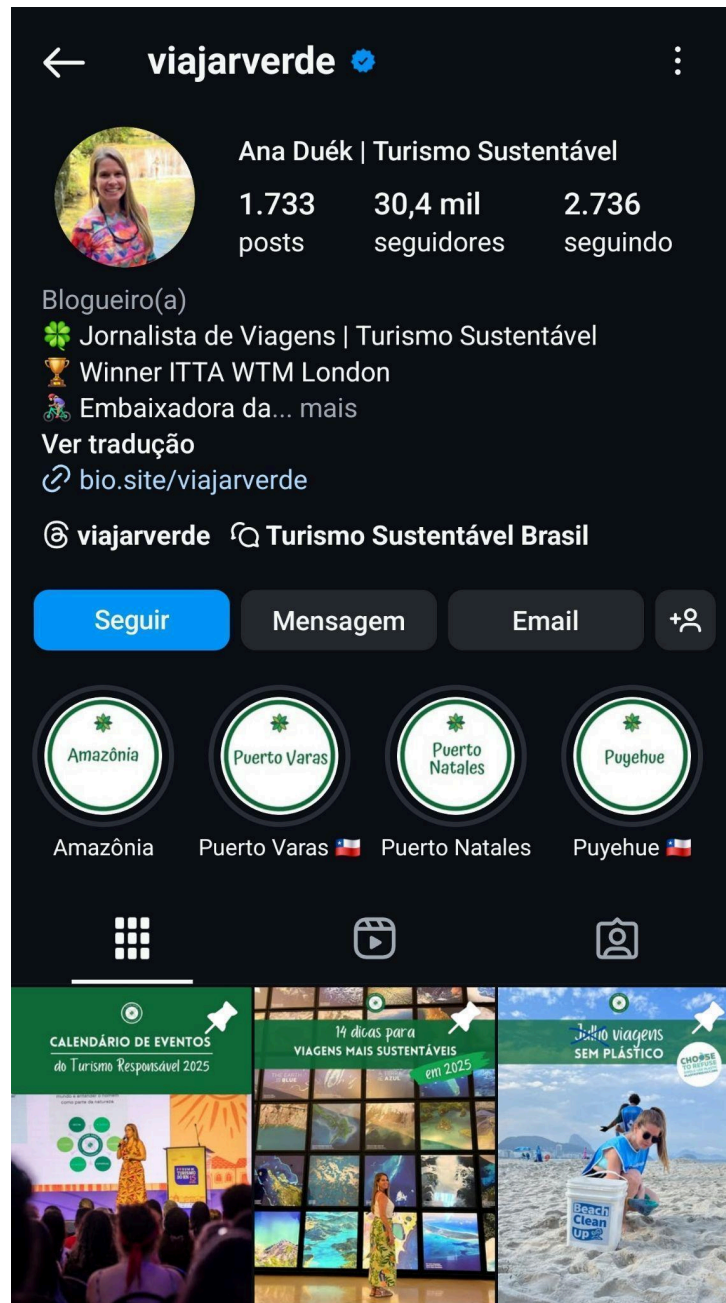 viajarverde
Ana Duék | Turismo Sustentável
1.733 30,4 mil 2.736
posts seguidores seguindo
Blogueiro(a)
🍀 Jornalista de Viagens | Turismo Sustentável
🏆 Winner ITTA WTM London
🚴🏻‍♀️ Embaixadora da... mais
Ver tradução
bio.site/viajarverde
viajarverde Turismo Sustentável Brasil
Seguir Mensagem Email
Amazônia
Puerto Varas
Puerto
Natales
Puyehue
Amazônia Puerto Varas 🇨🇱 Puerto Natales Puyehue 🇨🇱
CALENDÁRIO DE EVENTOS
do Turismo Responsável 2025
14 dicas para
VIAGENS MAIS SUSTENTÁVEIS
em 2025
Julho viagens
SEM PLÁSTICO
CHOOSE
TO REFUSE
Beach
Clean
UP